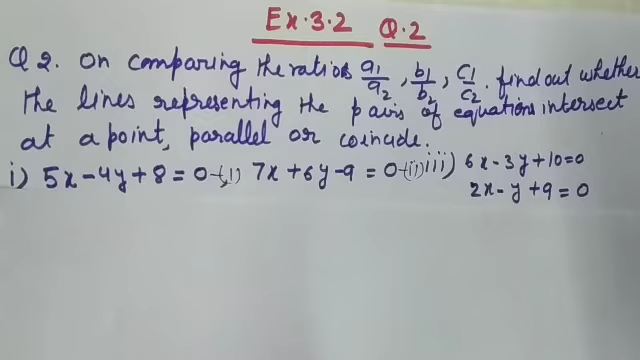 Ex.3.2 Q.2
Q 2. On comparing the ratios a1/a2, b1/b2, c1/c2. find out whether
the lines representing the pairs of equations intersect
at a point, parallel or coincide.
i) 5x-4y+8=0-(i) 7x+6y-9=0-(ii) iii) 6x-3y+10=0
2x-y+9=0